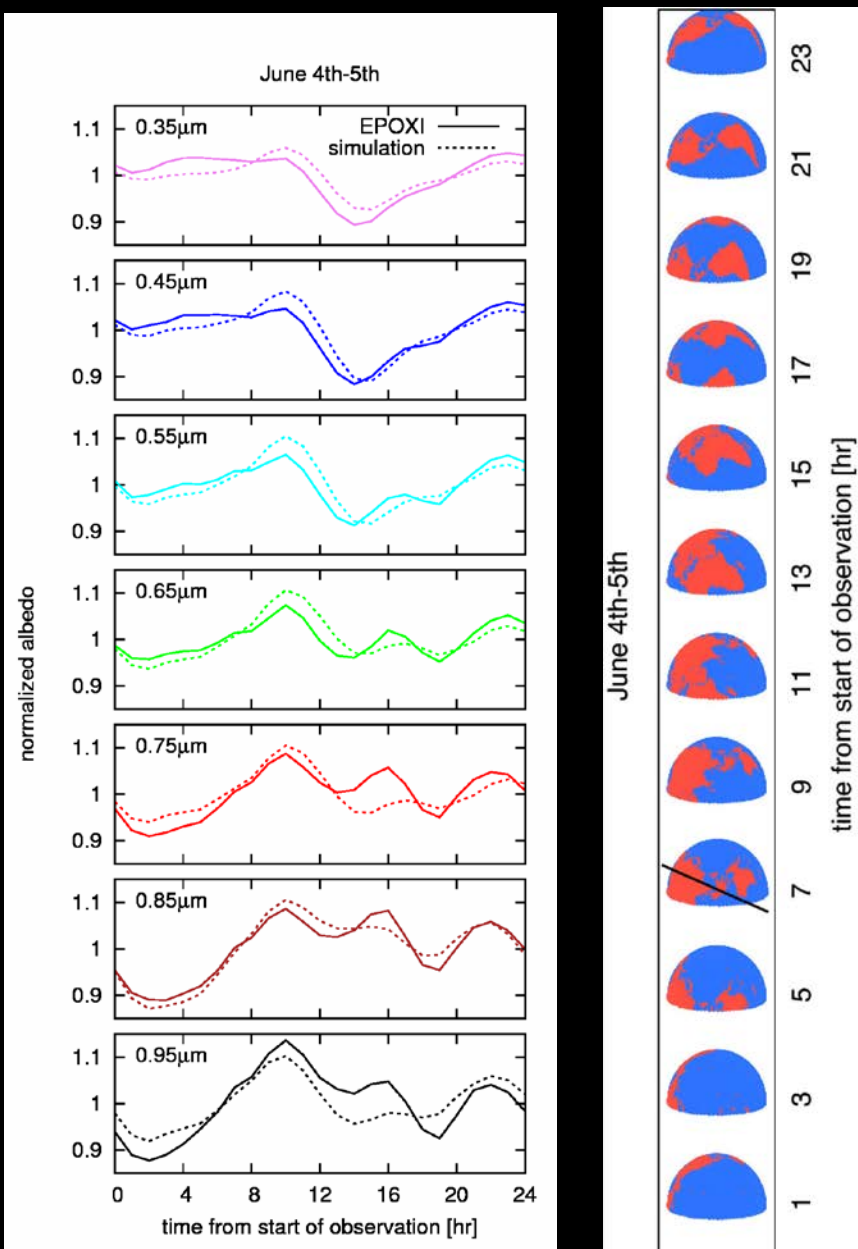 June 4th-5th
1.1
1
0.9
0.35μm
EPOXI
simulation
1.1
1
0.9
0.45μm
1.1
1
0.9
0.55μm
1.1
1
0.9
0.65μm
1.1
1
0.9
0.75μm
1.1
1
0.9
0.85μm
1.1
1
0.9
0.95μm
normalized albedo
0 4 8 12 16 20 24
time from start of observation [hr]
June 4th-5th
1 3 5 7 9 11 13 15 17 19 21 23
time from start of observation [hr]